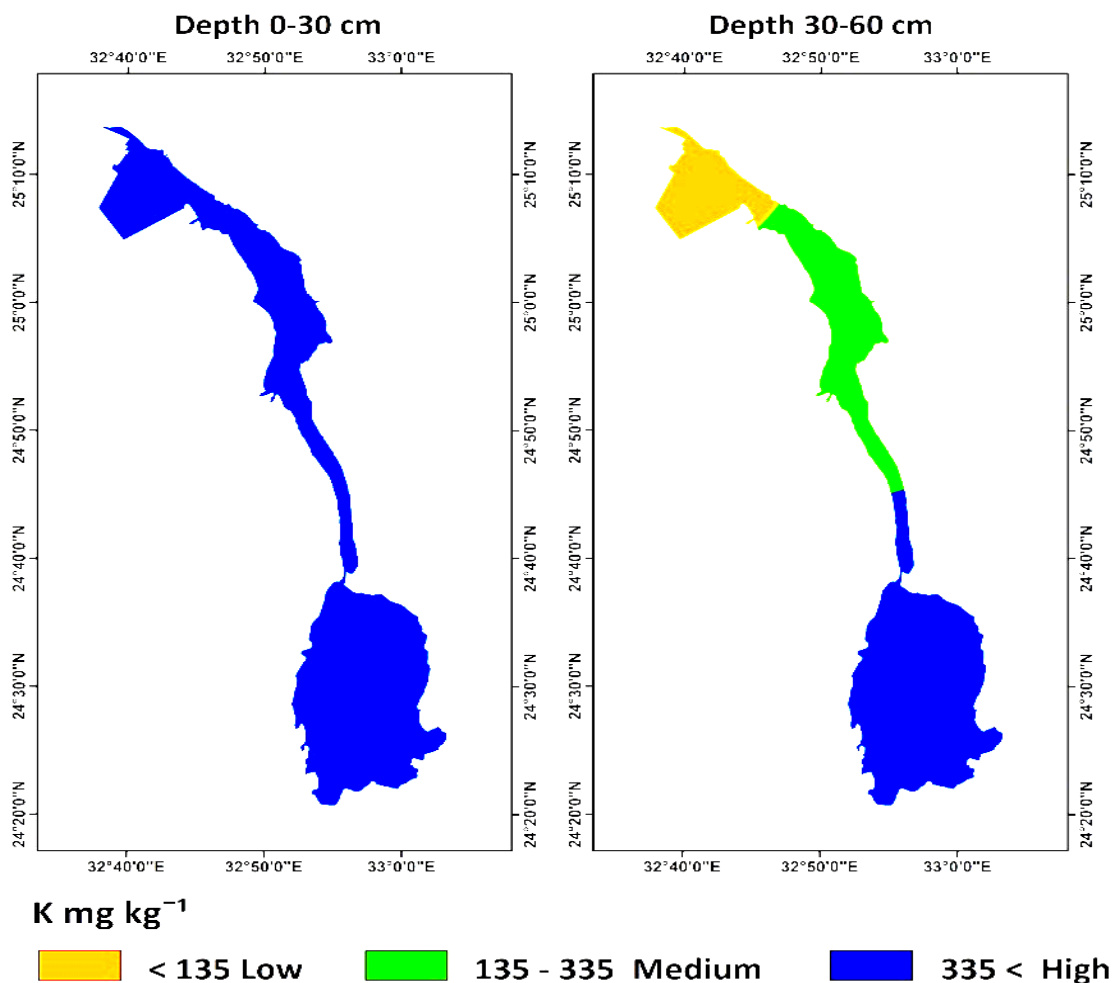 Depth 0-30 cm
Depth 30-60 cm
32°40'0"E 32°50'0"E 33°0'0"E
32°40'0"E 32°50'0"E 33°0'0"E
25°10'0"N 25°10'0"N 25°10'0"N 25°10'0"N
25°0'0"N 25°0'0"N 25°0'0"N 25°0'0"N
24°50'0"N 24°50'0"N 24°50'0"N 24°50'0"N
24°40'0"N 24°40'0"N 24°40'0"N 24°40'0"N
24°30'0"N 24°30'0"N 24°30'0"N 24°30'0"N
24°20'0"N 24°20'0"N 24°20'0"N 24°20'0"N
32°40'0"E 32°50'0"E 33°0'0"E
32°40'0"E 32°50'0"E 33°0'0"E
K mg kg⁻¹
< 135 Low
135 - 335 Medium
335 < High